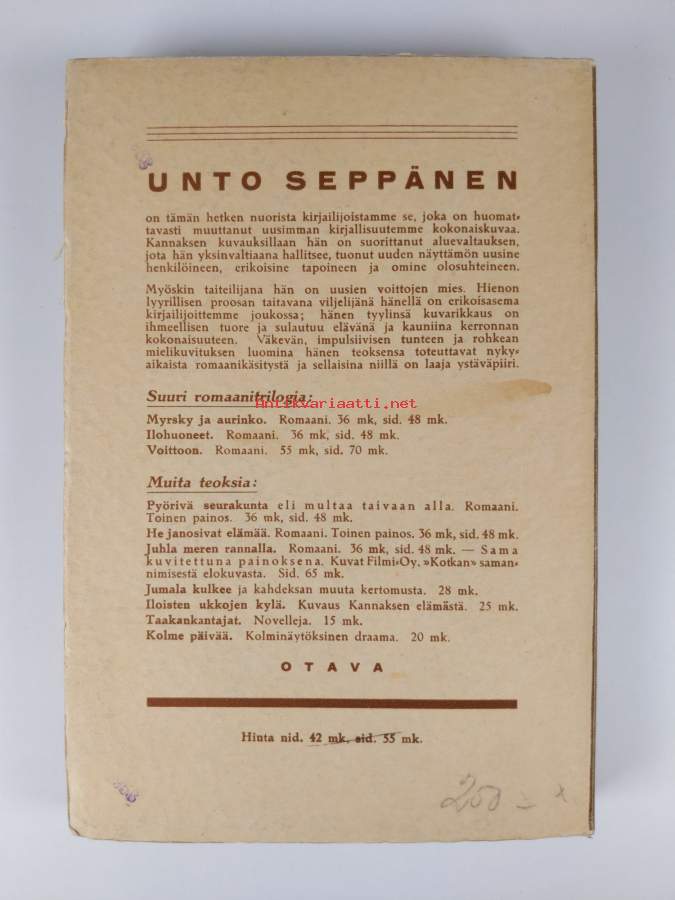 UNTO SEPPÄNEN
on tämän hetken nuorista kirjailijoistamme se, joka on huomat-
tavasti muuttanut uusimman kirjallisuutemme kokonaiskuvaa.
Kannaksen kuvauksillaan hän on suorittanut aluevaltauksen,
jota hän yksinvaltiaana hallitsee, tuonut uuden näyttämön uusine
henkilöineen, erikoisine tapoineen ja omine olosuhteineen.
Myöskin taiteilijana hän on uusien voittojen mies. Hienon
lyyrillisen proosan taitavana viljelijänä hänellä on erikoisasema
kirjailijoittemme joukossa; hänen tyylinsä kuvarikkaus on
ihmeellisen tuore ja sulautuu elävänä ja kauniina kerronnan
kokonaisuuteen. Väkevän, impulsiivisen tunteen ja rohkean
mielikuvituksen luomina hänen teoksensa toteuttavat nyky-
aikaista romaanikäsitystä ja sellaisina niillä on laaja ystäväpiiri.
Suuri romaanitrilogia:
Antikvariaatti.net
Myrsky ja aurinko. Romaani. 36 mk, sid. 48 mk.
Ilohuoneet. Romaani. 36 mk, sid. 48 mk.
Voittoon. Romaani. 55 mk, sid. 70 mk.
Muita teoksia:
Pyörivä seurakunta eli multaa taivaan alla. Romaani.
Toinen painos. 36 mk, sid. 48 mk.
He janosivat elämää. Romaani. Toinen painos. 36 mk, sid. 48 mk.
Juhla meren rannalla. Romaani. 36 mk, sid. 48 mk. — Sama
kuvitettuna painoksena. Kuvat Filmi-Oy. »Kotkan» saman-
nimisestä elokuvasta. Sid. 65 mk.
Jumala kulkee ja kahdeksan muuta kertomusta. 28 mk.
Iloisten ukkojen kylä. Kuvaus Kannaksen elämästä. 25 mk.
Taakankantajat. Novelleja. 15 mk.
Kolme päivää. Kolminäytöksinen draama. 20 mk.
OTAVA
Hinta nid. 42 mk, sid. 55 mk.
250 – x